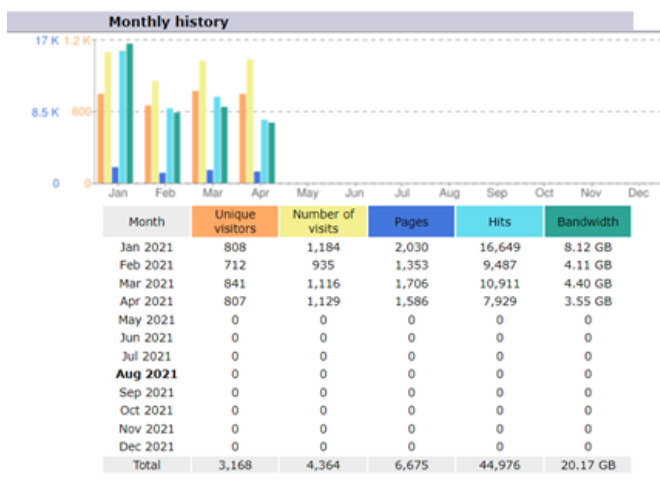 Monthly history
17 K 1.2 K
8.5 K 600
0 0
Jan Feb Mar Apr May Jun Jul Aug Sep Oct Nov Dec
Month Unique visitors Number of visits Pages Hits Bandwidth
Jan 2021 808 1,184 2,030 16,649 8.12 GB
Feb 2021 712 935 1,353 9,487 4.11 GB
Mar 2021 841 1,116 1,706 10,911 4.40 GB
Apr 2021 807 1,129 1,586 7,929 3.55 GB
May 2021 0 0 0 0 0
Jun 2021 0 0 0 0 0
Jul 2021 0 0 0 0 0
Aug 2021 0 0 0 0 0
Sep 2021 0 0 0 0 0
Oct 2021 0 0 0 0 0
Nov 2021 0 0 0 0 0
Dec 2021 0 0 0 0 0
Total 3,168 4,364 6,675 44,976 20.17 GB